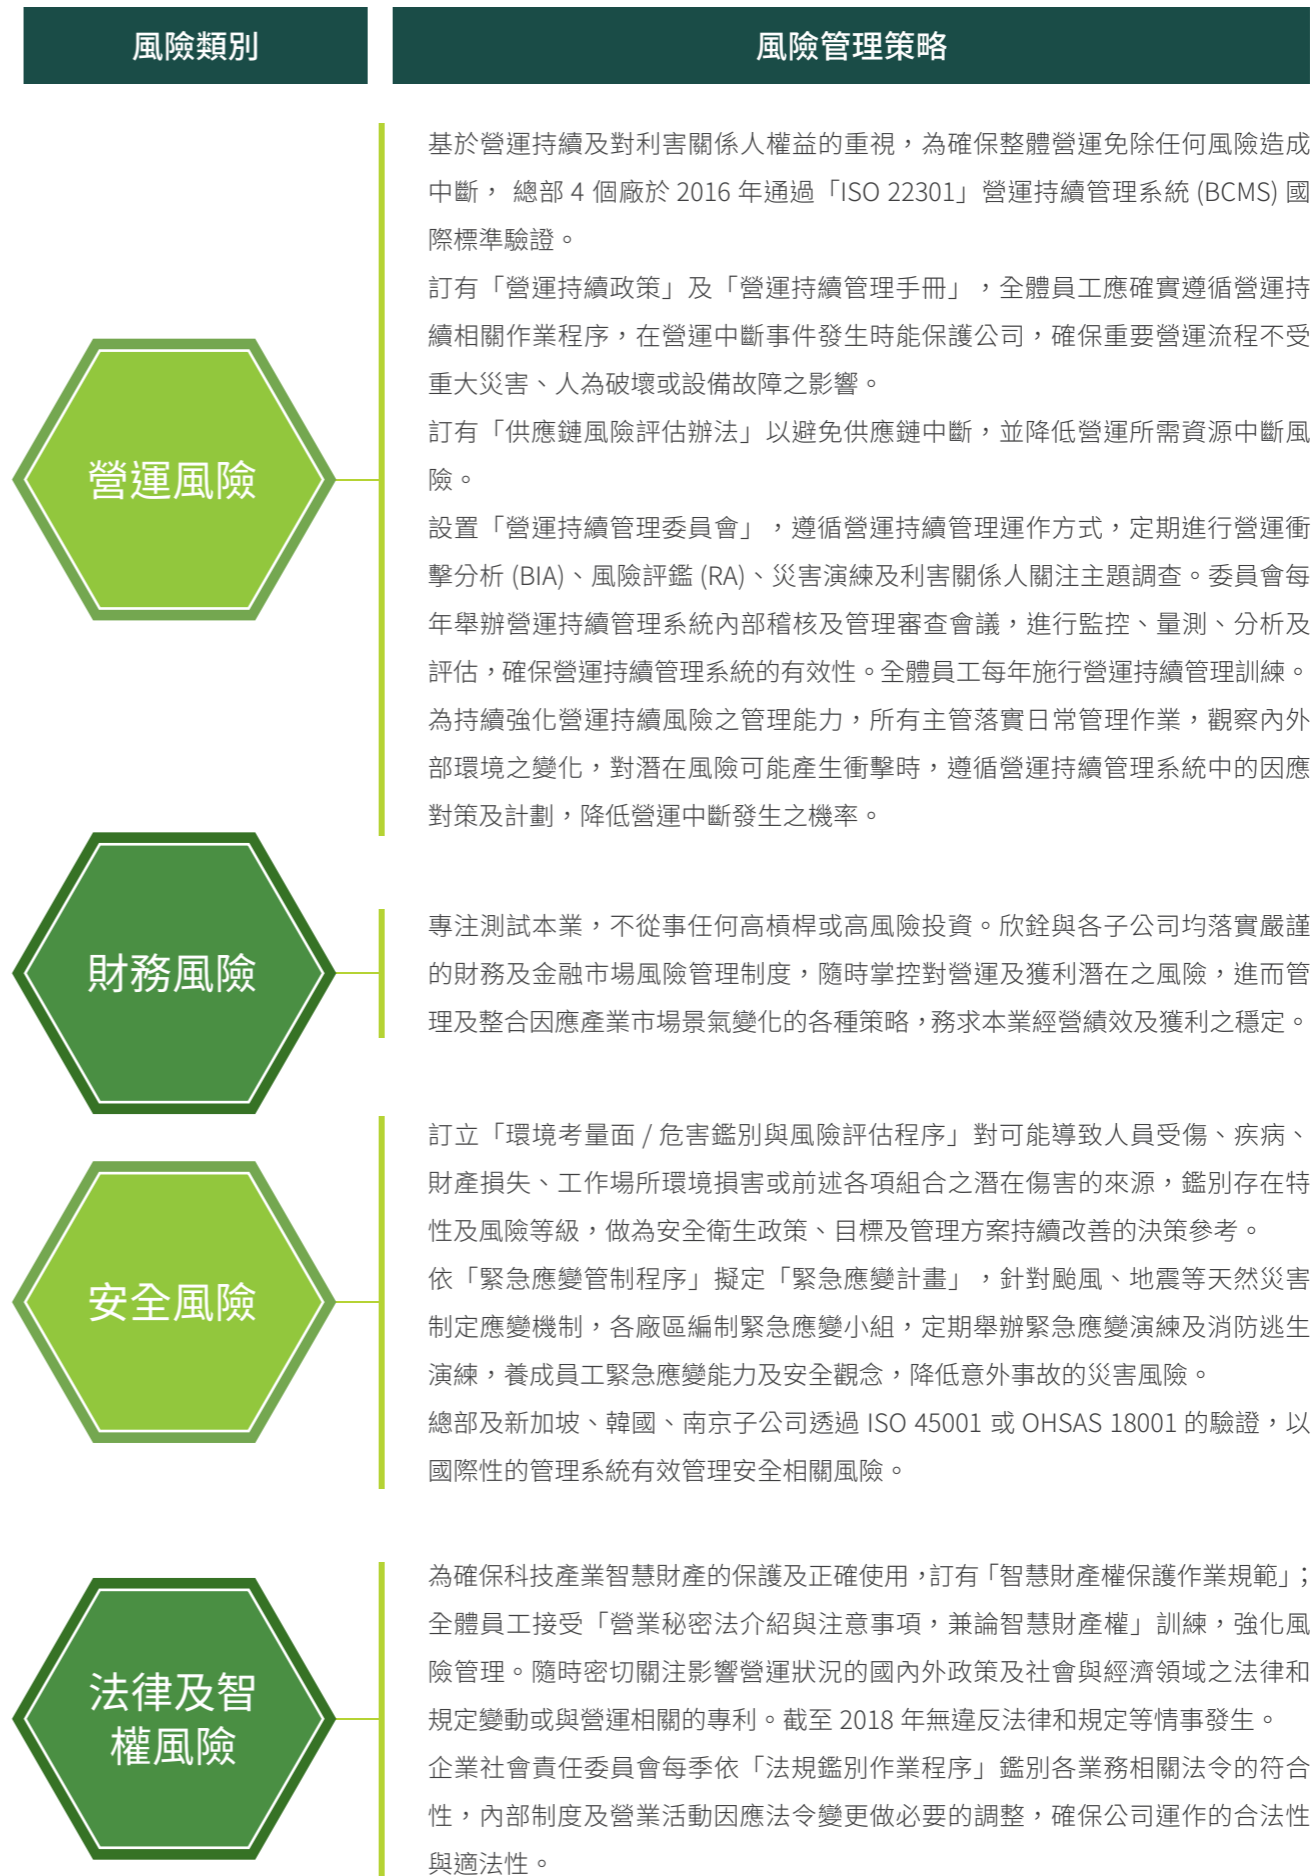 風險類別
風險管理策略
營運風險
基於營運持續及對利害關係人權益的重視，為確保整體營運免除任何風險造成
中斷， 總部 4 個廠於 2016 年通過「ISO 22301」營運持續管理系統 (BCMS) 國
際標準驗證。
訂有「營運持續政策」及「營運持續管理手冊」，全體員工應確實遵循營運持
續相關作業程序，在營運中斷事件發生時能保護公司，確保重要營運流程不受
重大災害、人為破壞或設備故障之影響。
訂有「供應鏈風險評估辦法」以避免供應鏈中斷，並降低營運所需資源中斷風
險。
設置「營運持續管理委員會」，遵循營運持續管理運作方式，定期進行營運衝
擊分析 (BIA)、風險評鑑 (RA)、災害演練及利害關係人關注主題調查。委員會每
年舉辦營運持續管理系統內部稽核及管理審查會議，進行監控、量測、分析及
評估，確保營運持續管理系統的有效性。全體員工每年施行營運持續管理訓練。
為持續強化營運持續風險之管理能力，所有主管落實日常管理作業，觀察內外
部環境之變化，對潛在風險可能產生衝擊時，遵循營運持續管理系統中的因應
對策及計劃，降低營運中斷發生之機率。
財務風險
專注測試本業，不從事任何高槓桿或高風險投資。欣銓與各子公司均落實嚴謹
的財務及金融市場風險管理制度，隨時掌控對營運及獲利潛在之風險，進而管
理及整合因應產業市場景氣變化的各種策略，務求本業經營績效及獲利之穩定。
安全風險
訂立「環境考量面 / 危害鑑別與風險評估程序」對可能導致人員受傷、疾病、
財產損失、工作場所環境損害或前述各項組合之潛在傷害的來源，鑑別存在特
性及風險等級，做為安全衛生政策、目標及管理方案持續改善的決策參考。
依「緊急應變管制程序」擬定「緊急應變計畫」，針對颱風、地震等天然災害
制定應變機制，各廠區編制緊急應變小組，定期舉辦緊急應變演練及消防逃生
演練，養成員工緊急應變能力及安全觀念，降低意外事故的災害風險。
總部及新加坡、韓國、南京子公司透過 ISO 45001 或 OHSAS 18001 的驗證，以
國際性的管理系統有效管理安全相關風險。
法律及智
權風險
為確保科技產業智慧財產的保護及正確使用，訂有「智慧財產權保護作業規範」；
全體員工接受「營業秘密法介紹與注意事項，兼論智慧財產權」訓練，強化風
險管理。隨時密切關注影響營運狀況的國內外政策及社會與經濟領域之法律和
規定變動或與營運相關的專利。截至 2018 年無違反法律和規定等情事發生。
企業社會責任委員會每季依「法規鑑別作業程序」鑑別各業務相關法令的符合
性，內部制度及營業活動因應法令變更做必要的調整，確保公司運作的合法性
與適法性。